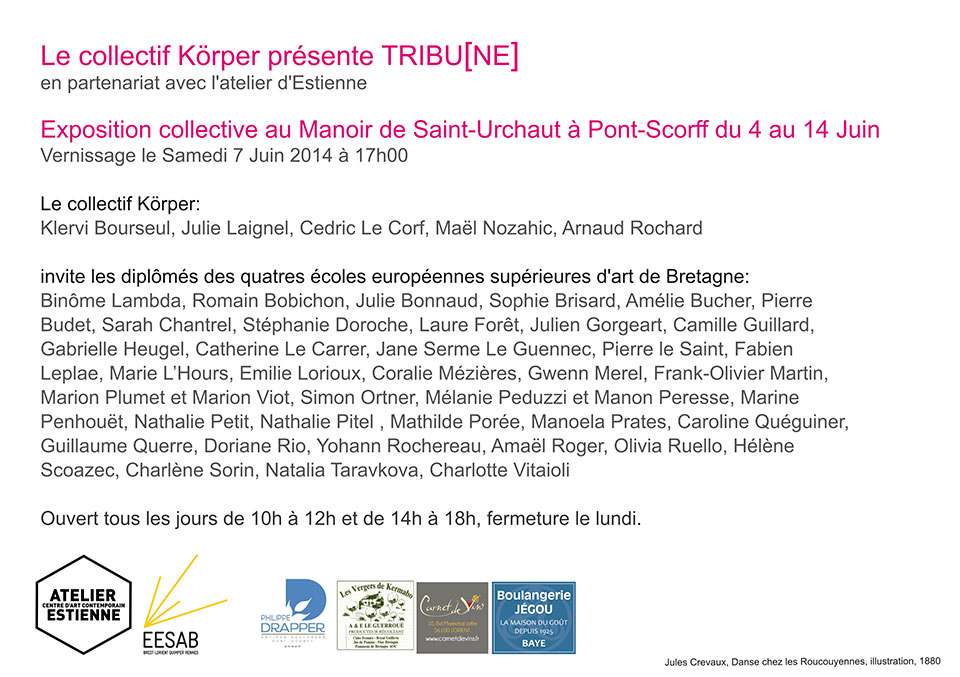 Le collectif Körper présente TRIBU[NE]
en partenariat avec l'atelier d'Estienne
Exposition collective au Manoir de Saint-Urchaut à Pont-Scorff du 4 au 14 Juin
Vernissage le Samedi 7 Juin 2014 à 17h00
Le collectif Körper:
Klervi Bourseul, Julie Laignel, Cedric Le Corf, Maël Nozahic, Arnaud Rochard
invite les diplômés des quatres écoles européennes supérieures d'art de Bretagne:
Binôme Lambda, Romain Bobichon, Julie Bonnaud, Sophie Brisard, Amélie Bucher, Pierre
Budet, Sarah Chantrel, Stéphanie Doroche, Laure Forêt, Julien Gorgeart, Camille Guillard,
Gabrielle Heugel, Catherine Le Carrer, Jane Serme Le Guennec, Pierre le Saint, Fabien
Leplae, Marie L’Hours, Emilie Lorioux, Coralie Mézières, Gwenn Merel, Frank-Olivier Martin,
Marion Plumet et Marion Viot, Simon Ortner, Mélanie Peduzzi et Manon Peresse, Marine
Penhouët, Nathalie Petit, Nathalie Pitel , Mathilde Porée, Manoela Prates, Caroline Quéguiner,
Guillaume Querre, Doriane Rio, Yohann Rochereau, Amaël Roger, Olivia Ruello, Hélène
Scoazec, Charlène Sorin, Natalia Taravkova, Charlotte Vitaioli
Ouvert tous les jours de 10h à 12h et de 14h à 18h, fermeture le lundi.
ATELIER
CENTRE D'ART CONTEMPORAIN
ESTIENNE
EESAB
BREST LORIENT QUIMPER RENNES
PHILIPPE
DRAPPER
ARTISAN BOULANGER
PONT-SCORFF
Les Vergers de Kermabo
A & E LE GUERROUÉ
PRODUCTEUR RÉCOLTANT
Carnet de Vins
56100 LORIENT
www.carnetdevins.fr
Boulangerie
JÉGOU
LA MAISON DU GOÛT
DEPUIS 1925
BAYE
Jules Crevaux, Danse chez les Roucouyennes, illustration, 1880